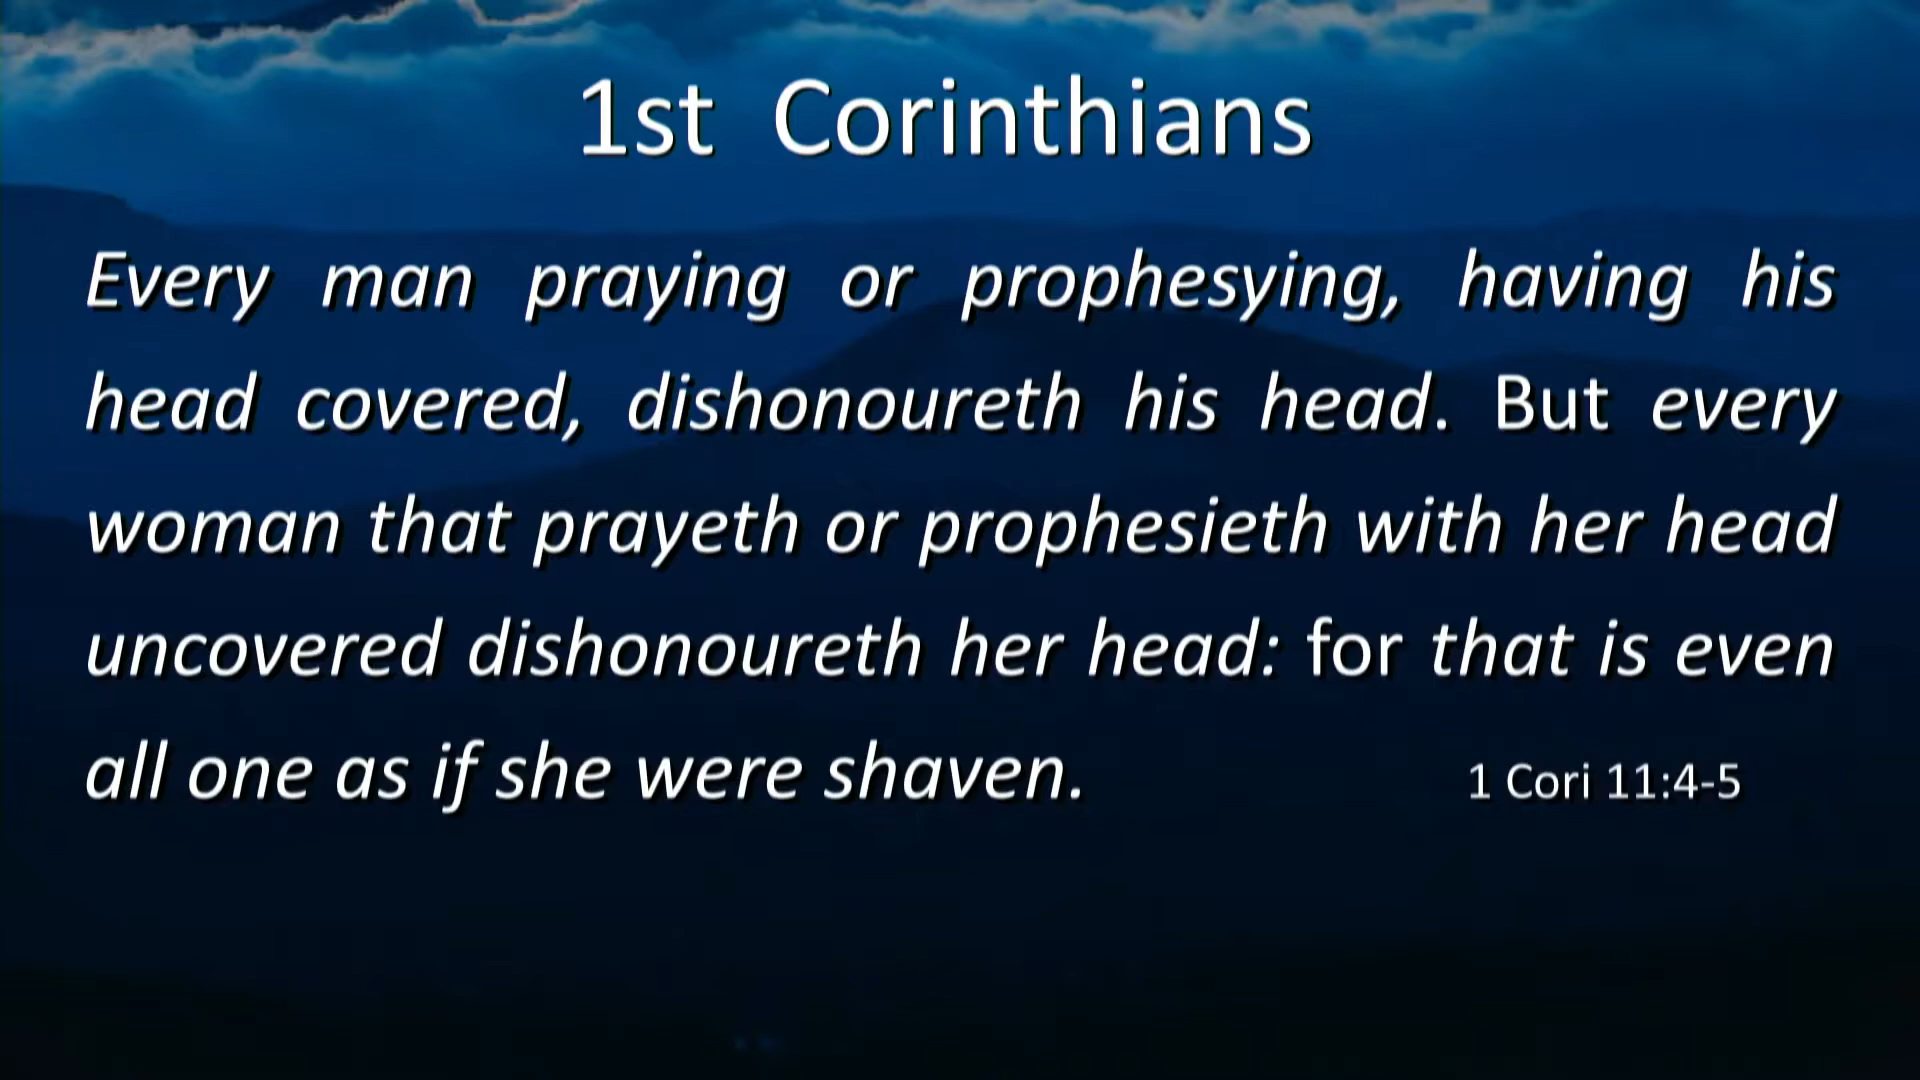 1st Corinthians
Every man praying or prophesying, having his
head covered, dishonoureth his head. But every
woman that prayeth or prophesieth with her head
uncovered dishonoureth her head: for that is even
all one as if she were shaven. 1 Cori 11:4-5